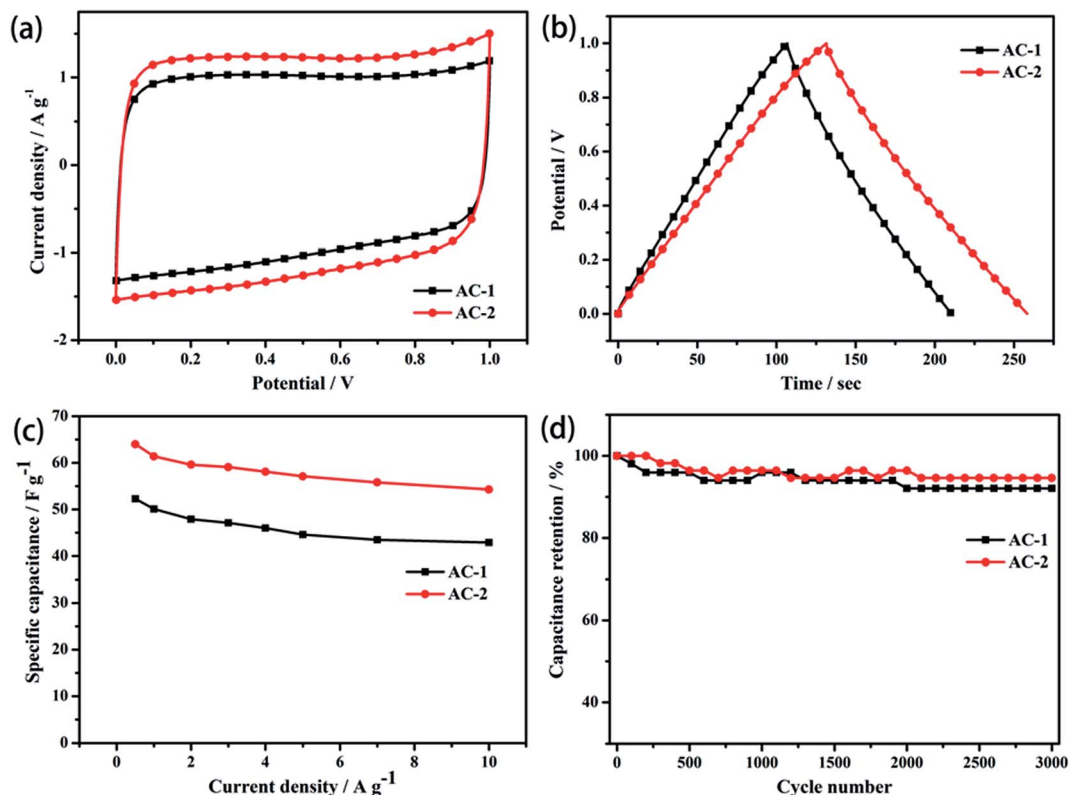 (a)
Current density / A g-1
1
0
-1
-2
0.0 0.2 0.4 0.6 0.8 1.0
Potential / V
AC-1
AC-2
(b)
Potential / V
1.0
0.8
0.6
0.4
0.2
0.0
0 50 100 150 200 250
Time / sec
AC-1
AC-2
(c)
Specific capacitance / F g-1
70
60
50
40
30
20
10
0
0 2 4 6 8 10
Current density / A g-1
AC-1
AC-2
(d)
Capacitance retention / %
100
80
60
40
0 500 1000 1500 2000 2500 3000
Cycle number
AC-1
AC-2